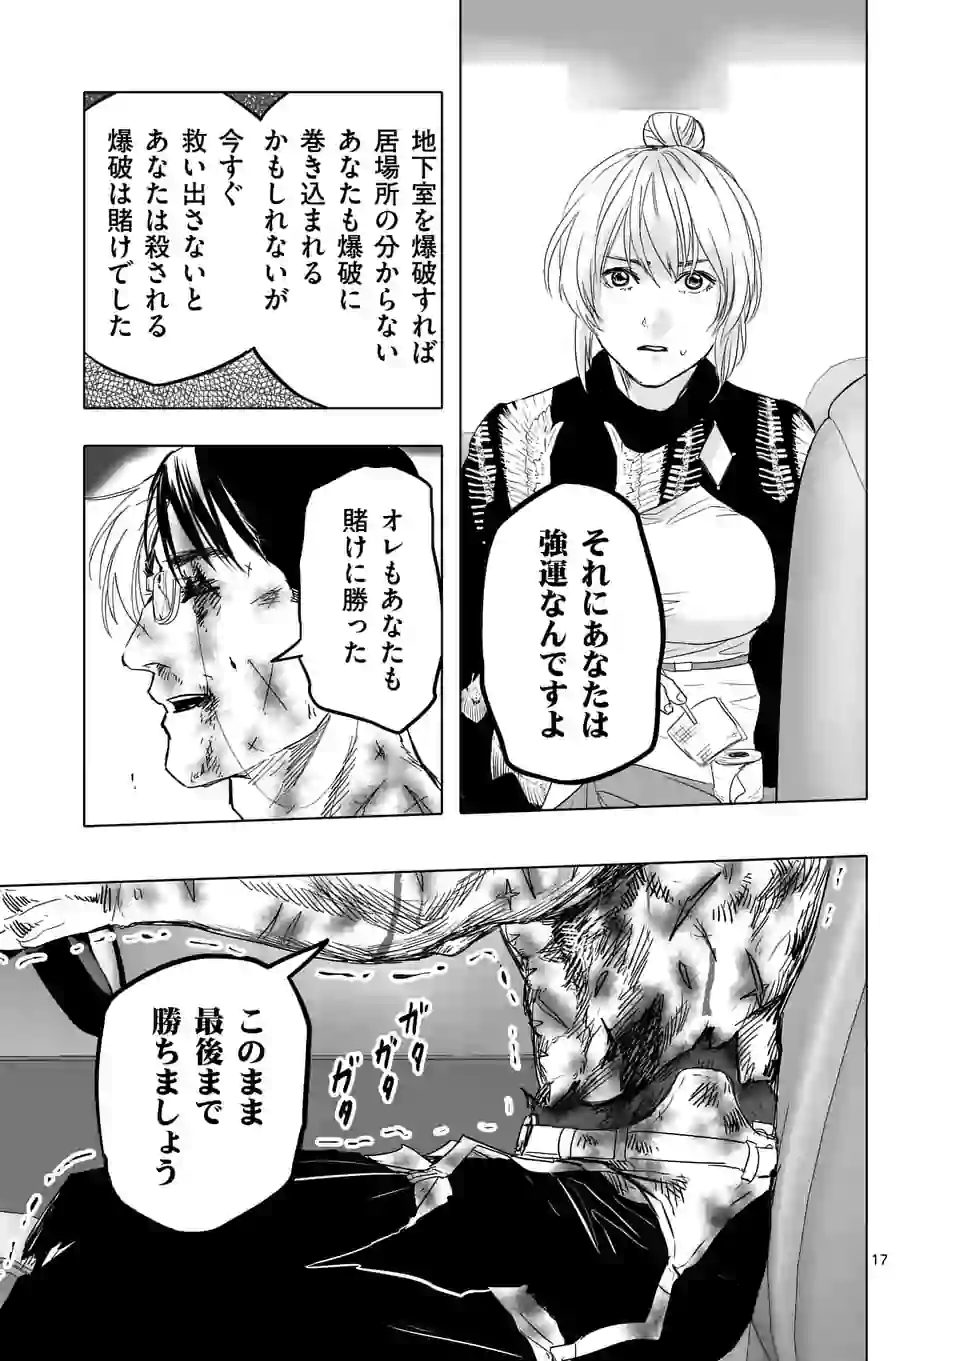 それにあなたは
強運なんですよ
地下室を爆破すれば
居場所の分からない
あなたも爆破に
巻き込まれる
かもしれないが
今すぐ
救い出さないと
あなたは殺される
爆破は賭けでした
オレもあなたも
賭けに勝った
このまま
最後まで
勝ちましょう
ガタ
ガタ
ガタ
17